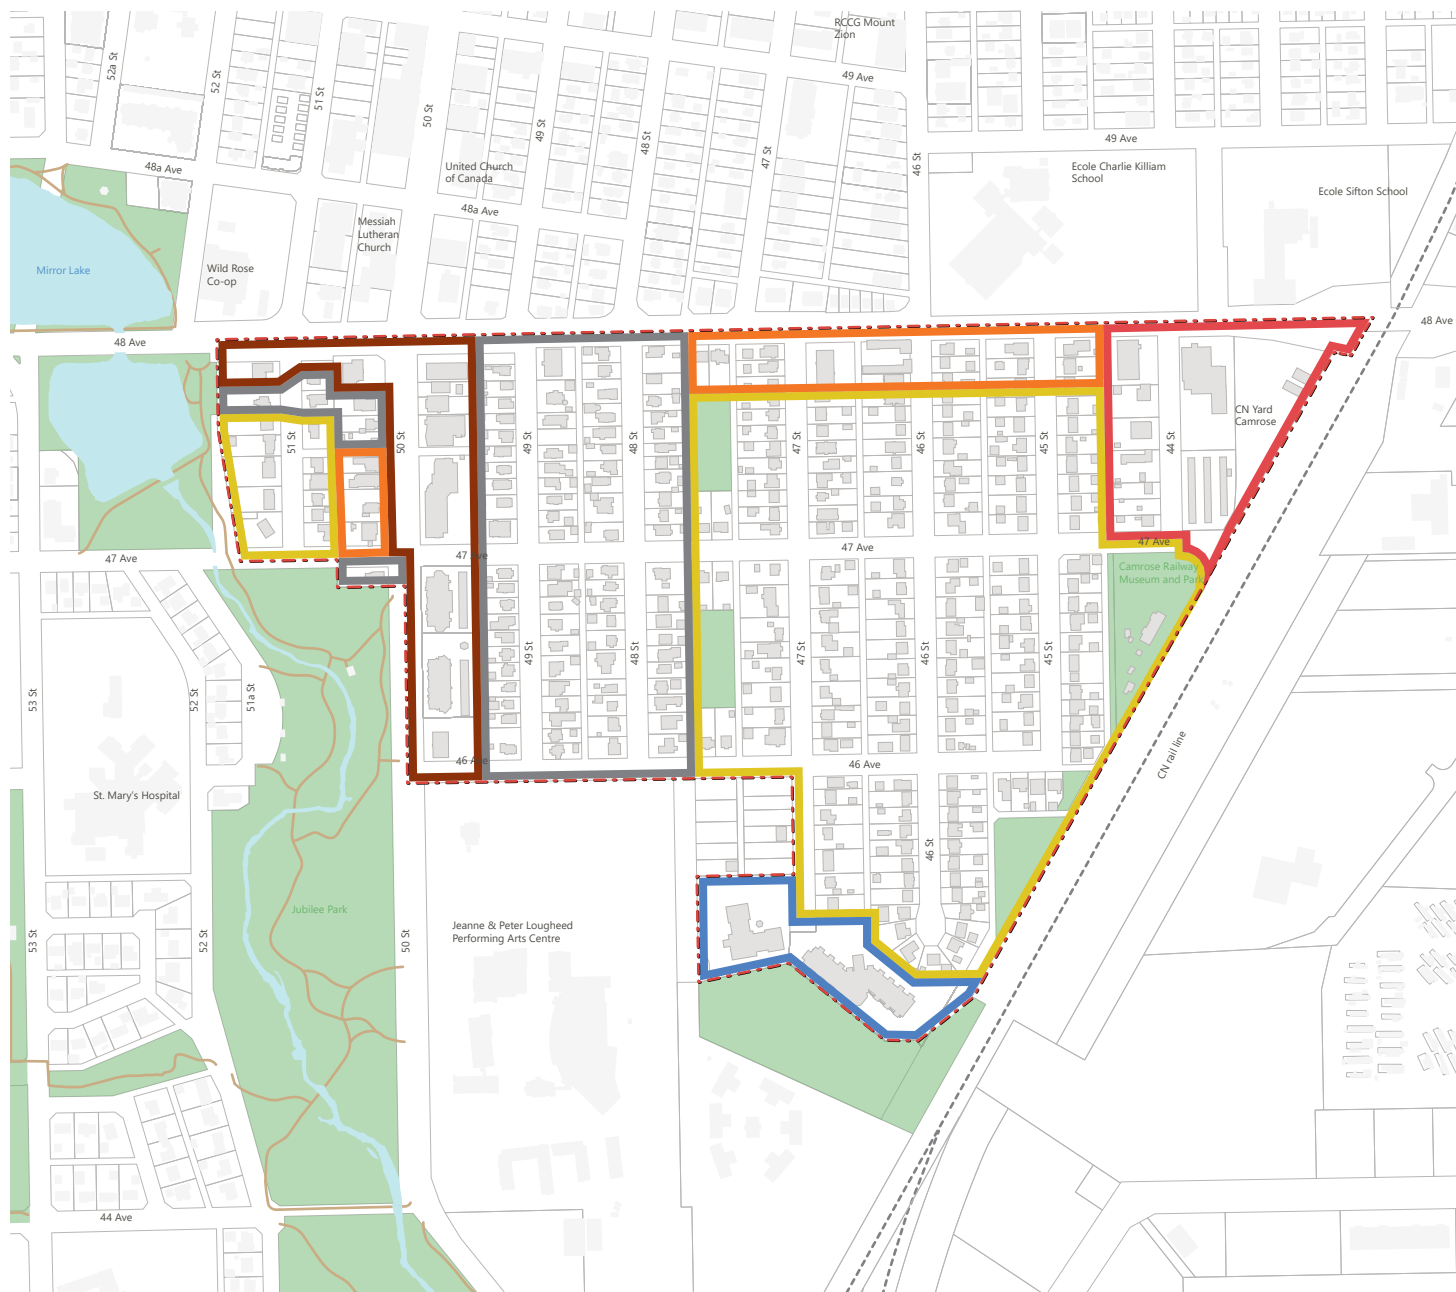 RCCG Mount
Zion
52a St
52 St
51 St
50 St
49 St
48 St
47 St
46 St
49 Ave
49 Ave
48a Ave
United Church
of Canada
48a Ave
Messiah
Lutheran
Church
Ecole Charlie Killiam
School
Ecole Sifton School
Mirror Lake
Wild Rose
Co-op
48 Ave
48 Ave
51 St
50 St
49 St
48 St
47 St
46 St
45 St
44 St
CN Yard
Camrose
47 Ave
47 Ave
47 Ave
47 Ave
Camrose Railway
Museum and Park
53 St
52 St
51a St
49 St
48 St
47 St
46 St
45 St
CN rail line
46 Ave
46 Ave
St. Mary's Hospital
46 St
Jubilee Park
53 St
52 St
50 St
Jeanne & Peter Lougheed
Performing Arts Centre
44 Ave